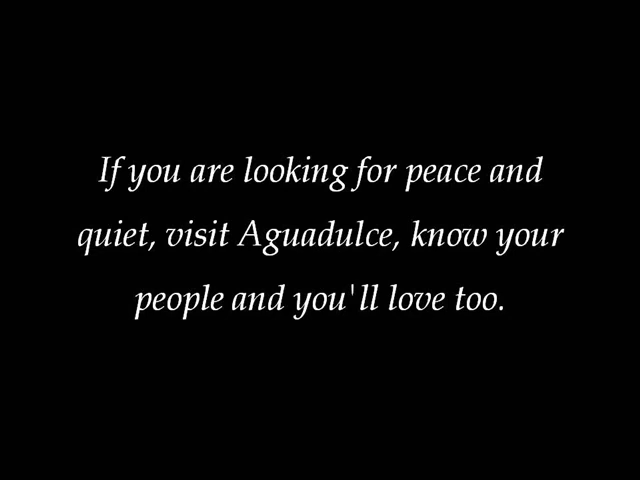 If you are looking for peace and
quiet, visit Aguadulce, know your
people and you'll love too.